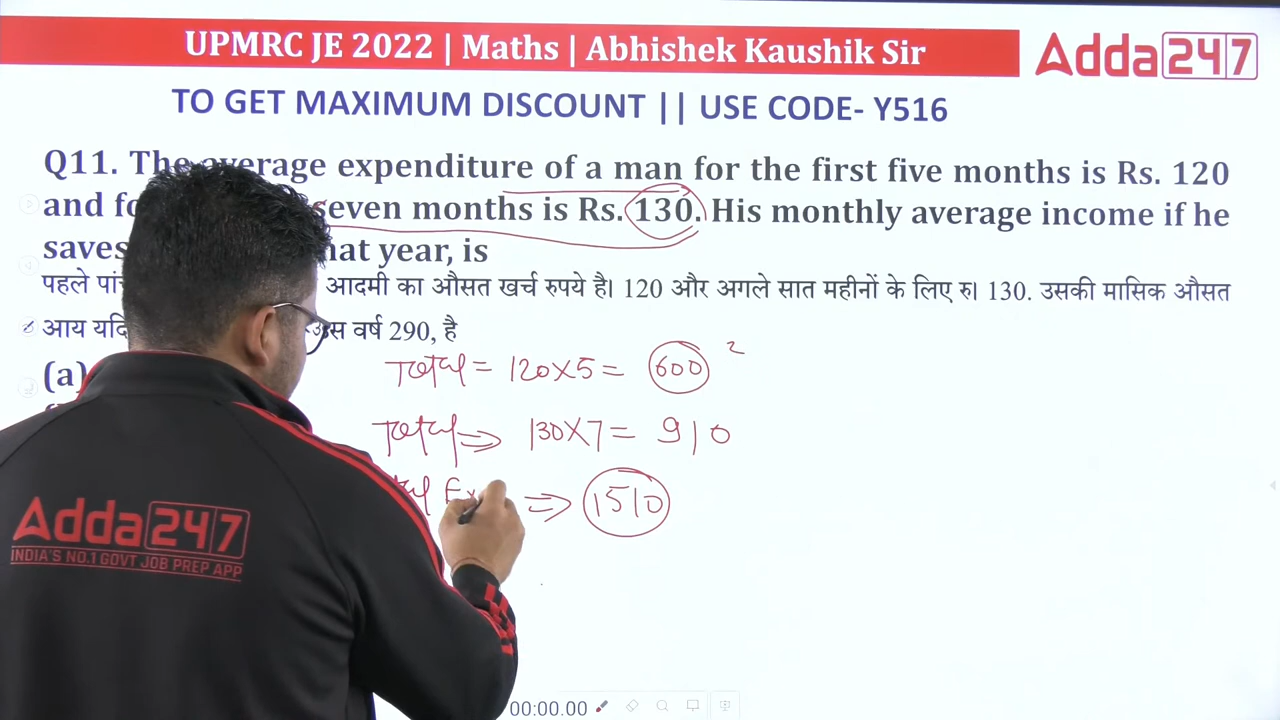 UPMRC JE 2022 | Maths | Abhishek Kaushik Sir
Adda247
TO GET MAXIMUM DISCOUNT || USE CODE- Y516
Q11. The average expenditure of a man for the first five months is Rs. 120
and seven months is Rs. 130. His monthly average income if he
saves year, is
पहले आदमी का औसत खर्च रुपये है। 120 और अगले सात महीनों के लिए रु। 130. उसकी मासिक औसत
आय यदि उस वर्ष 290, है
(a)
Total = 120×5 = 600
2
Total ⇒ 130×7 = 910
⇒ 1510
Adda247
INDIA'S NO.1 GOVT JOB PREP APP
00:00.00